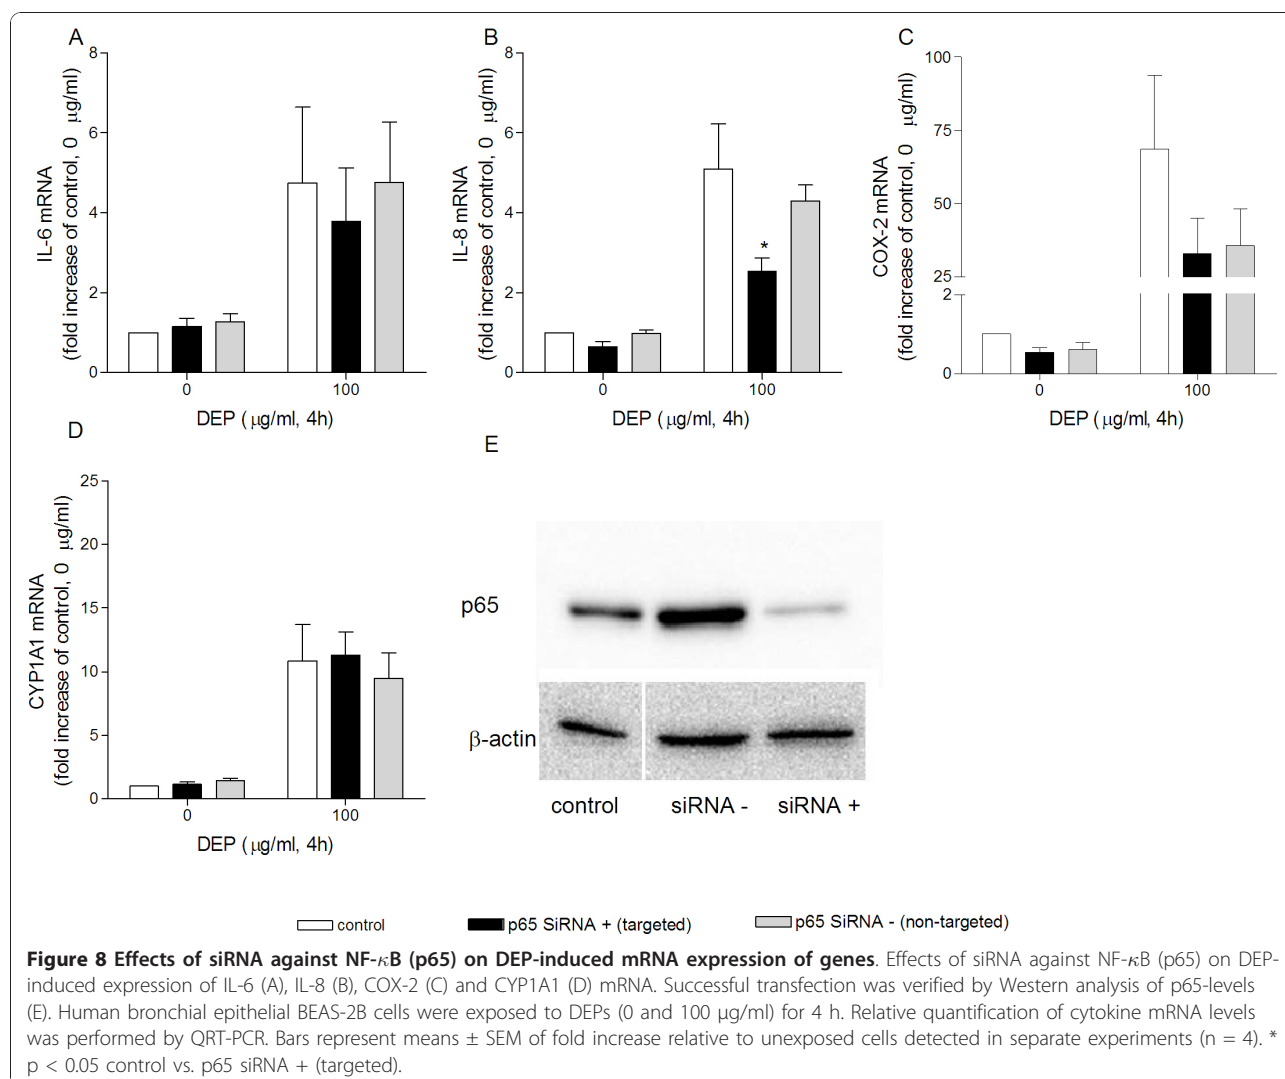 A
IL-6 mRNA
(fold increase of control, 0 μg/ml)
8
6
4
2
0
0
100
DEP (μg/ml, 4h)
B
IL-8 mRNA
(fold increase of control, 0 μg/ml)
8
6
4
2
0
*
0
100
DEP (μg/ml, 4h)
C
COX-2 mRNA
(fold increase of control, 0 μg/ml)
100
75
50
25
2
0
0
100
DEP (μg/ml, 4h)
D
CYP1A1 mRNA
(fold increase of control, 0 μg/ml)
25
20
15
10
5
0
0
100
DEP (μg/ml, 4h)
E
p65
β-actin
control siRNA - siRNA +
control p65 SiRNA + (targeted) p65 SiRNA - (non-targeted)
Figure 8 Effects of siRNA against NF-κB (p65) on DEP-induced mRNA expression of genes. Effects of siRNA against NF-κB (p65) on DEP-
induced expression of IL-6 (A), IL-8 (B), COX-2 (C) and CYP1A1 (D) mRNA. Successful transfection was verified by Western analysis of p65-levels
(E). Human bronchial epithelial BEAS-2B cells were exposed to DEPs (0 and 100 μg/ml) for 4 h. Relative quantification of cytokine mRNA levels
was performed by QRT-PCR. Bars represent means ± SEM of fold increase relative to unexposed cells detected in separate experiments (n = 4). *
p < 0.05 control vs. p65 siRNA + (targeted).